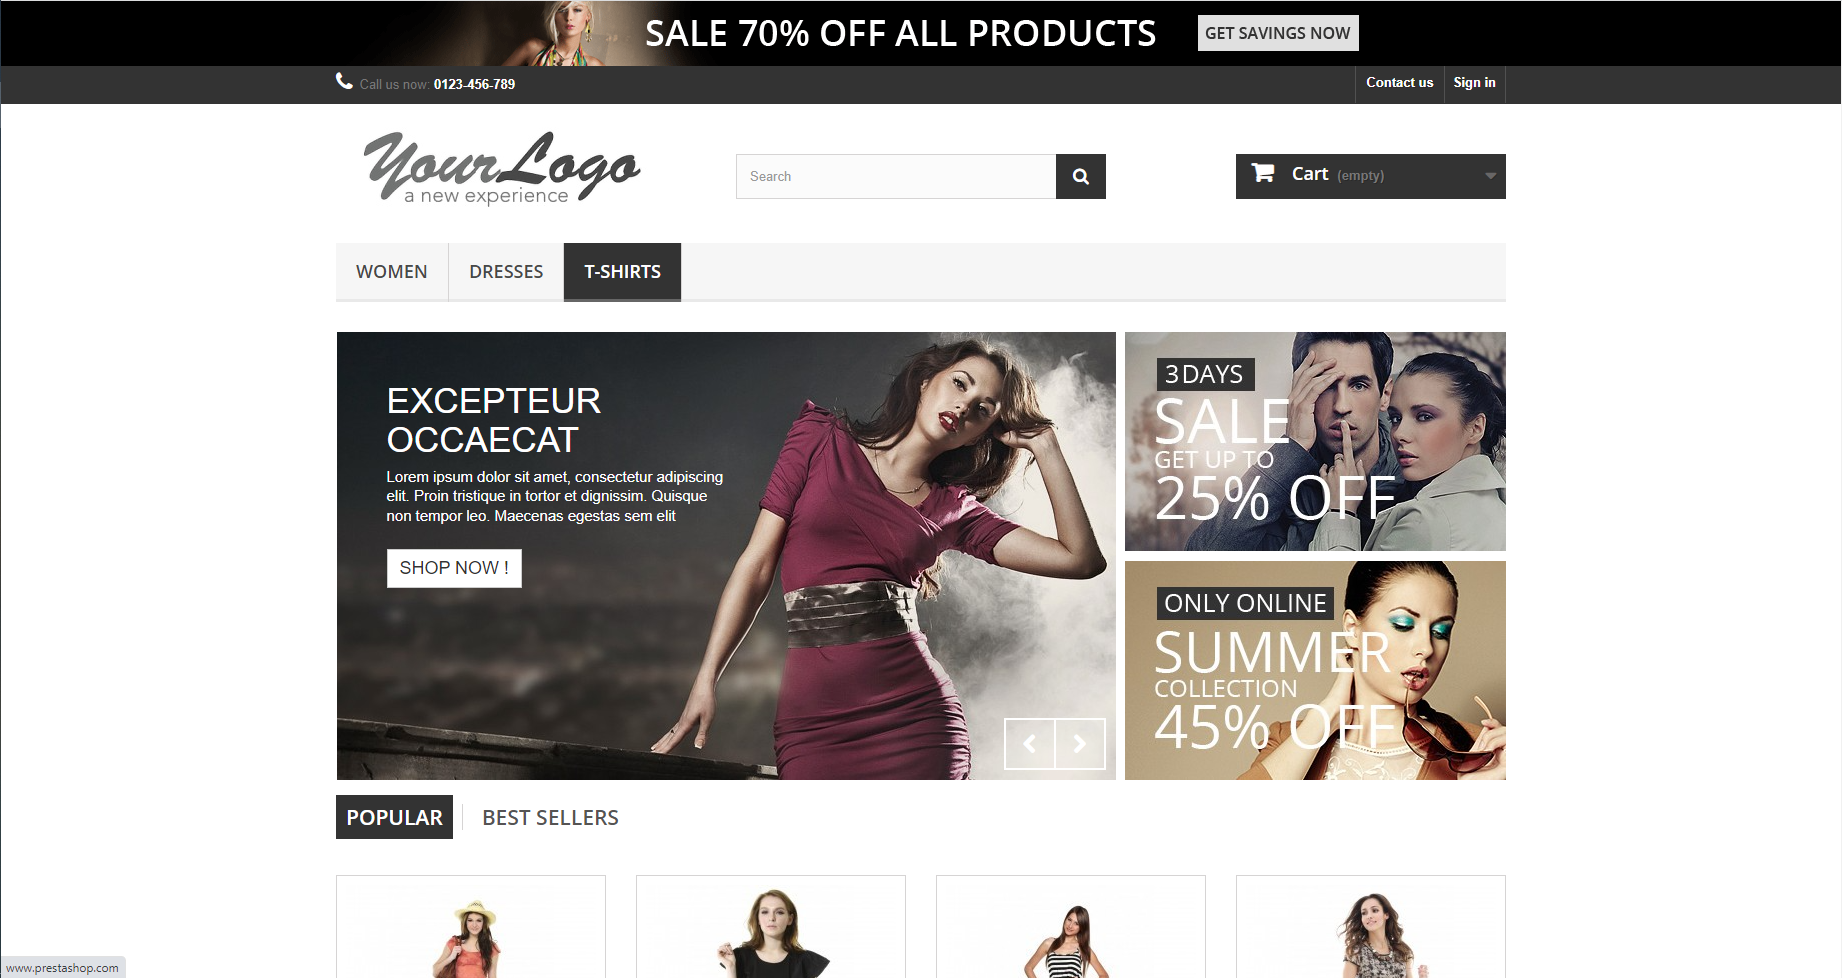 SALE 70% OFF ALL PRODUCTS
GET SAVINGS NOW
Call us now: 0123-456-789
Contact us
Sign in
YourLogo
a new experience
Search
Cart (empty)
WOMEN
DRESSES
T-SHIRTS
EXCEPTEUR
OCCAECAT
Lorem ipsum dolor sit amet, consectetur adipiscing
elit. Proin tristique in tortor et dignissim. Quisque
non tempor leo. Maecenas egestas sem elit
SHOP NOW !
3DAYS
SALE
GET UP TO
25% OFF
ONLY ONLINE
SUMMER
COLLECTION
45% OFF
POPULAR
BEST SELLERS
www.prestashop.com